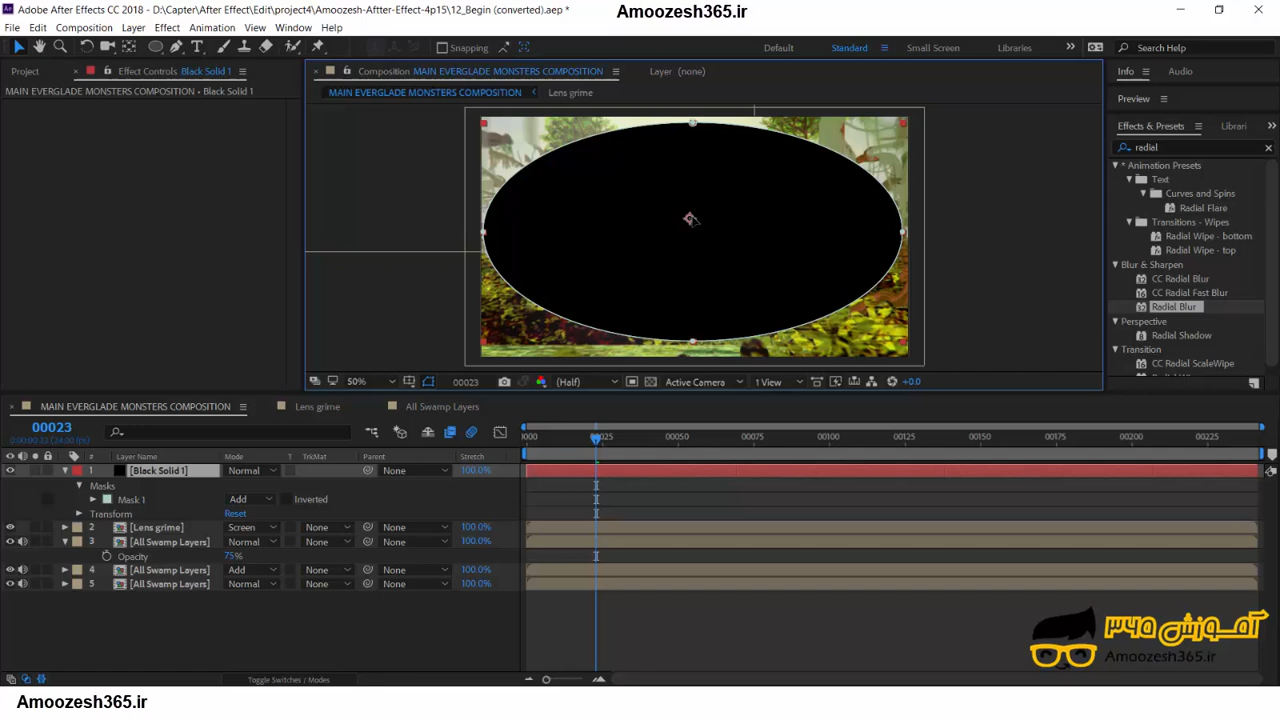 Adobe After Effects CC 2018 - D:\Capter\After Effect\Edit\project4\Amoozesh-Aftter-Effect-4p15\12_Begin (converted).aep *
Amoozesh365.ir
File Edit Composition Layer Effect Animation View Window Help
Snapping
Default Standard Small Screen Libraries
Search Help
Project Effect Controls Black Solid 1
Composition MAIN EVERGLADE MONSTERS COMPOSITION Layer (none)
Info Audio
MAIN EVERGLADE MONSTERS COMPOSITION • Black Solid 1
MAIN EVERGLADE MONSTERS COMPOSITION Lens grime
Preview
Effects & Presets Librari
radial
* Animation Presets
Text
Curves and Spins
Radial Flare
Transitions - Wipes
Radial Wipe - bottom
Radial Wipe - top
Blur & Sharpen
CC Radial Blur
CC Radial Fast Blur
Radial Blur
Perspective
Radial Shadow
Transition
CC Radial ScaleWipe
50% 00023 (Half) Active Camera 1 View +0.0
MAIN EVERGLADE MONSTERS COMPOSITION Lens grime All Swamp Layers
00023
0:00:00:22 (24.00 fps)
0000 00025 00050 00075 00100 00125 00150 00175 00200 00225
# Layer Name Mode T TrkMat Parent Stretch
1 [Black Solid 1] Normal None 100.0%
Masks
Mask 1 Add Inverted
Transform Reset
2 [Lens grime] Screen None None 100.0%
3 [All Swamp Layers] Normal None None 100.0%
Opacity 75%
4 [All Swamp Layers] Add None None 100.0%
5 [All Swamp Layers] Normal None None 100.0%
آمـوزش ۳۶۵
Amoozesh365.ir
Toggle Switches / Modes
Amoozesh365.ir